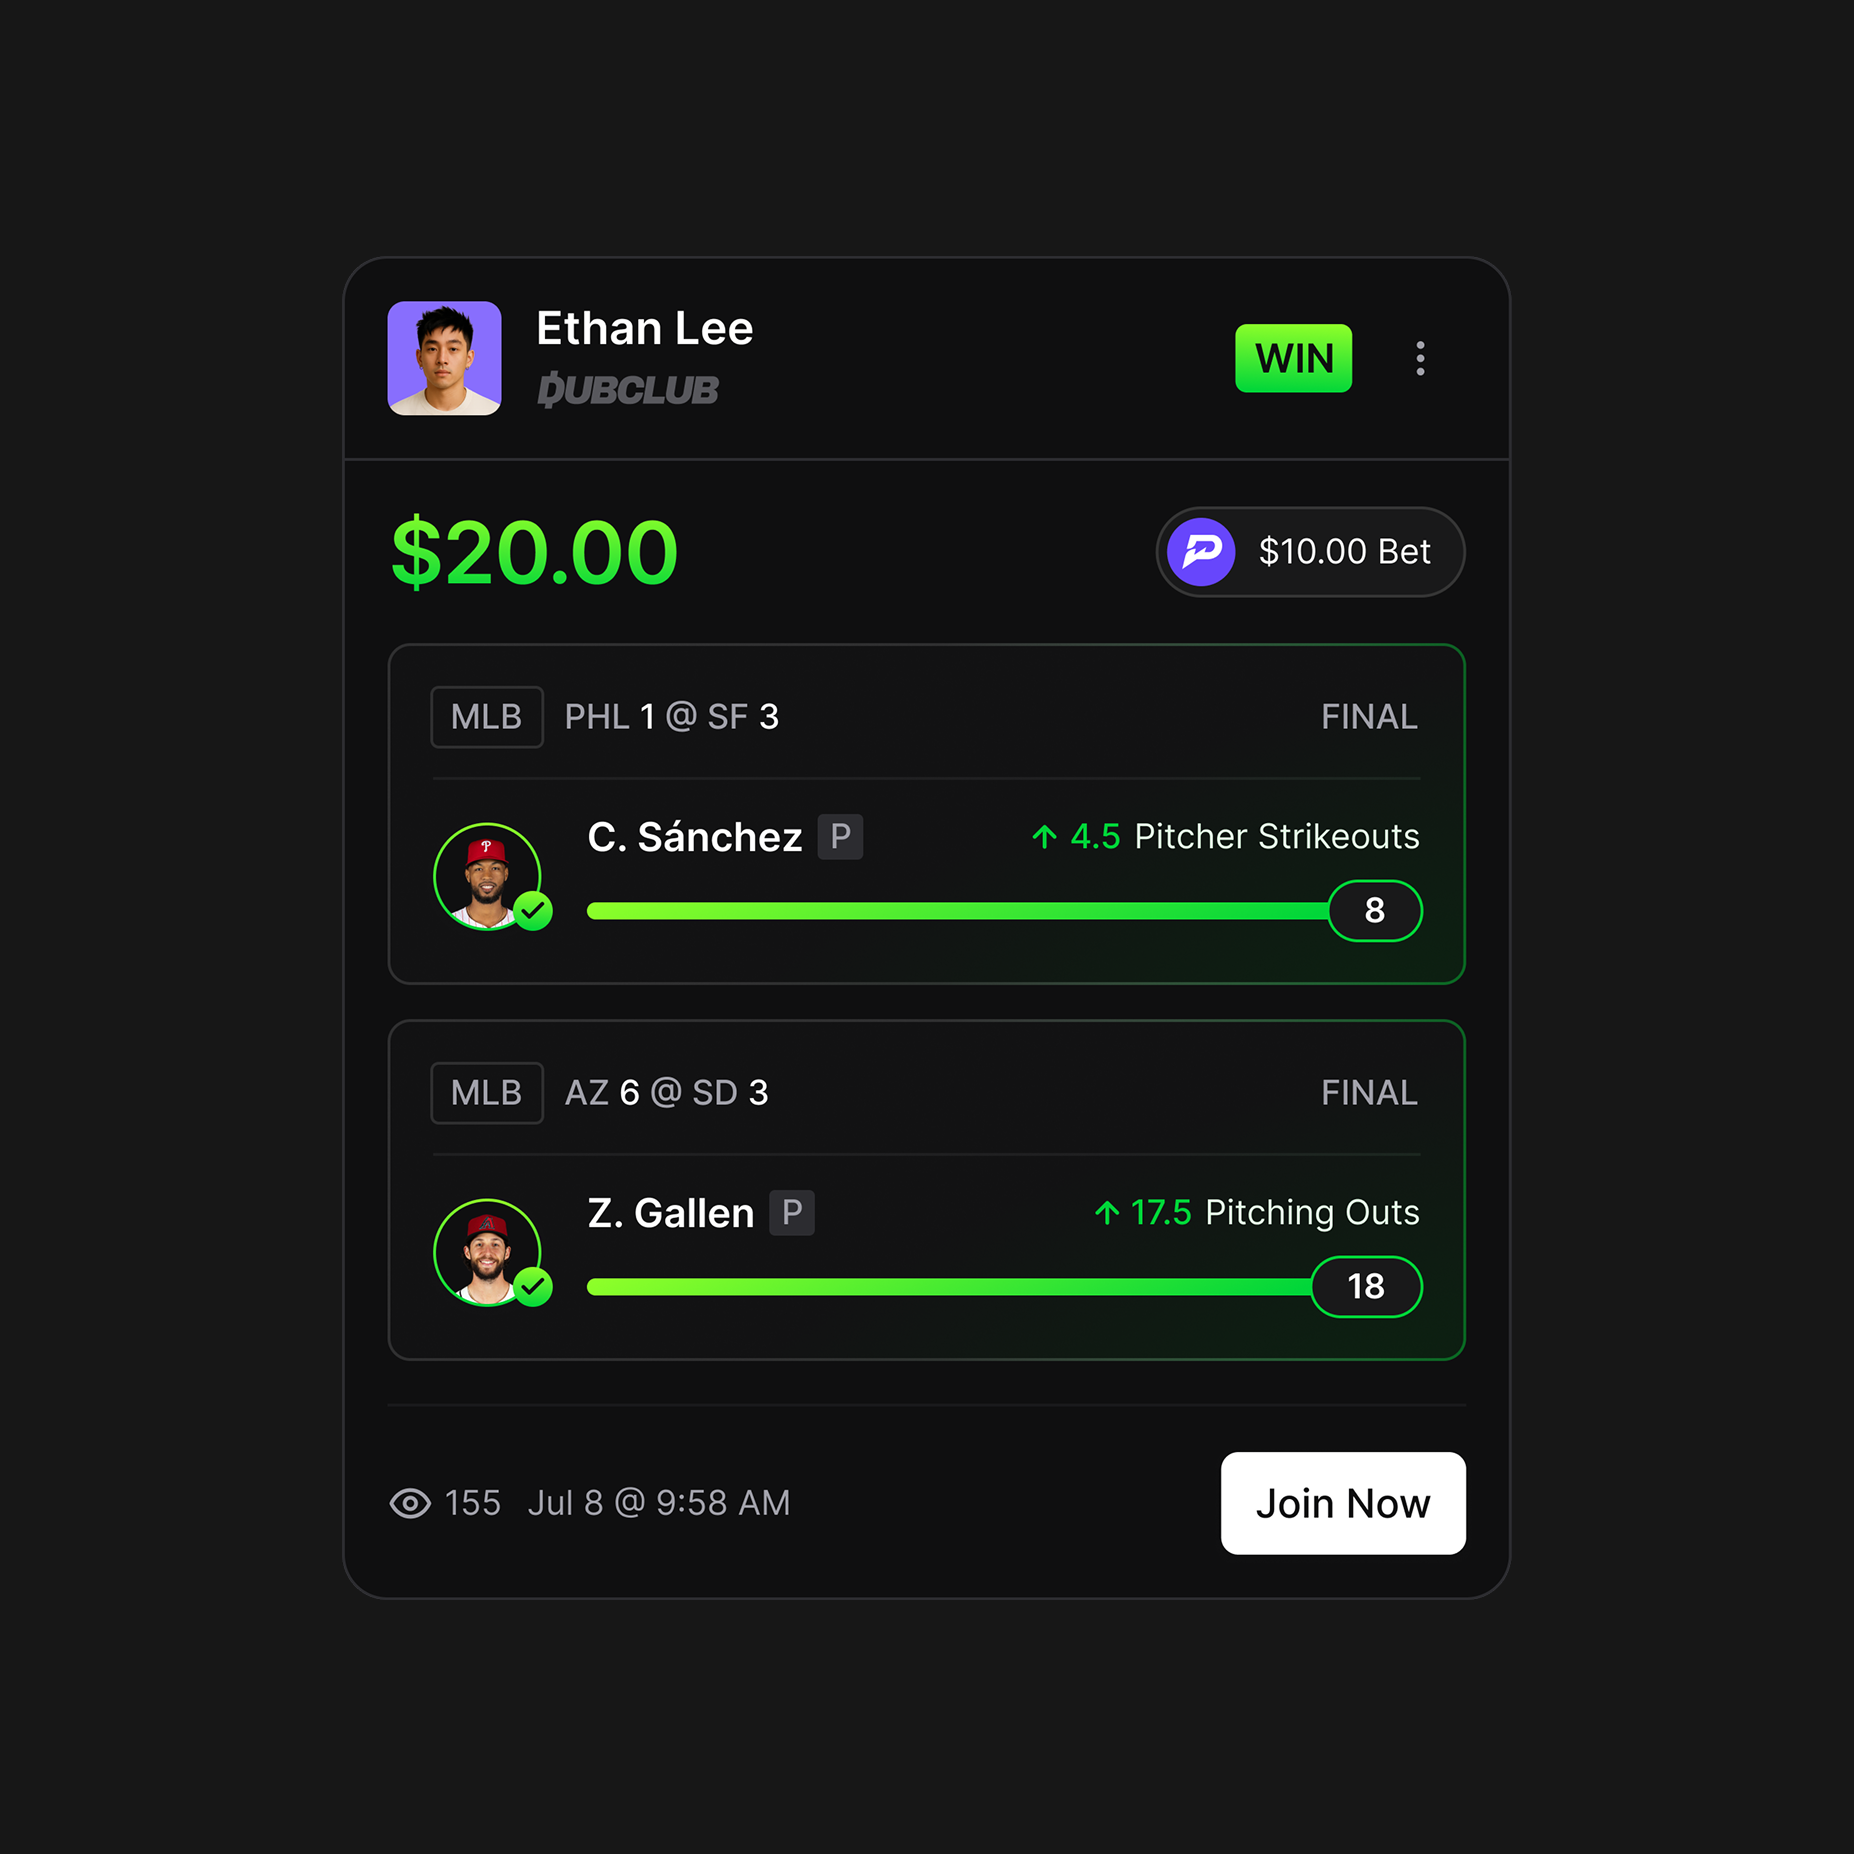 Ethan Lee
DUBCLUB
WIN
$20.00
$10.00 Bet
MLB PHL 1 @ SF 3 FINAL
C. Sánchez P ↑ 4.5 Pitcher Strikeouts
8
MLB AZ 6 @ SD 3 FINAL
Z. Gallen P ↑ 17.5 Pitching Outs
18
155 Jul 8 @ 9:58 AM
Join Now